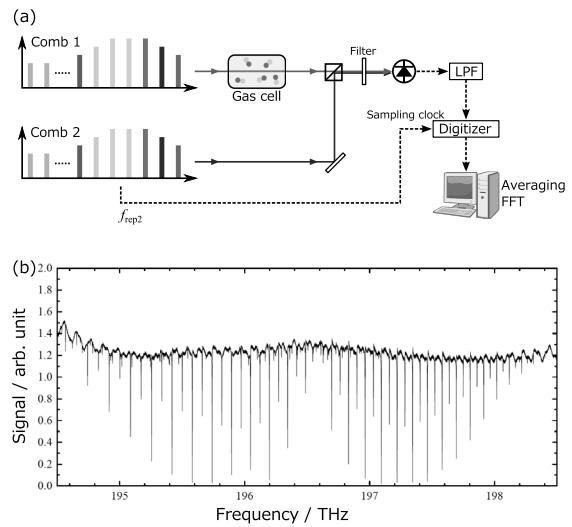 (a)
Comb 1
Gas cell
Filter
LPF
Sampling clock
Digitizer
Comb 2
f_rep2
Averaging
FFT
(b)
2.0
1.8
1.6
1.4
1.2
1.0
0.8
0.6
0.4
0.2
0.0
Signal / arb. unit
195
196
197
198
Frequency / THz